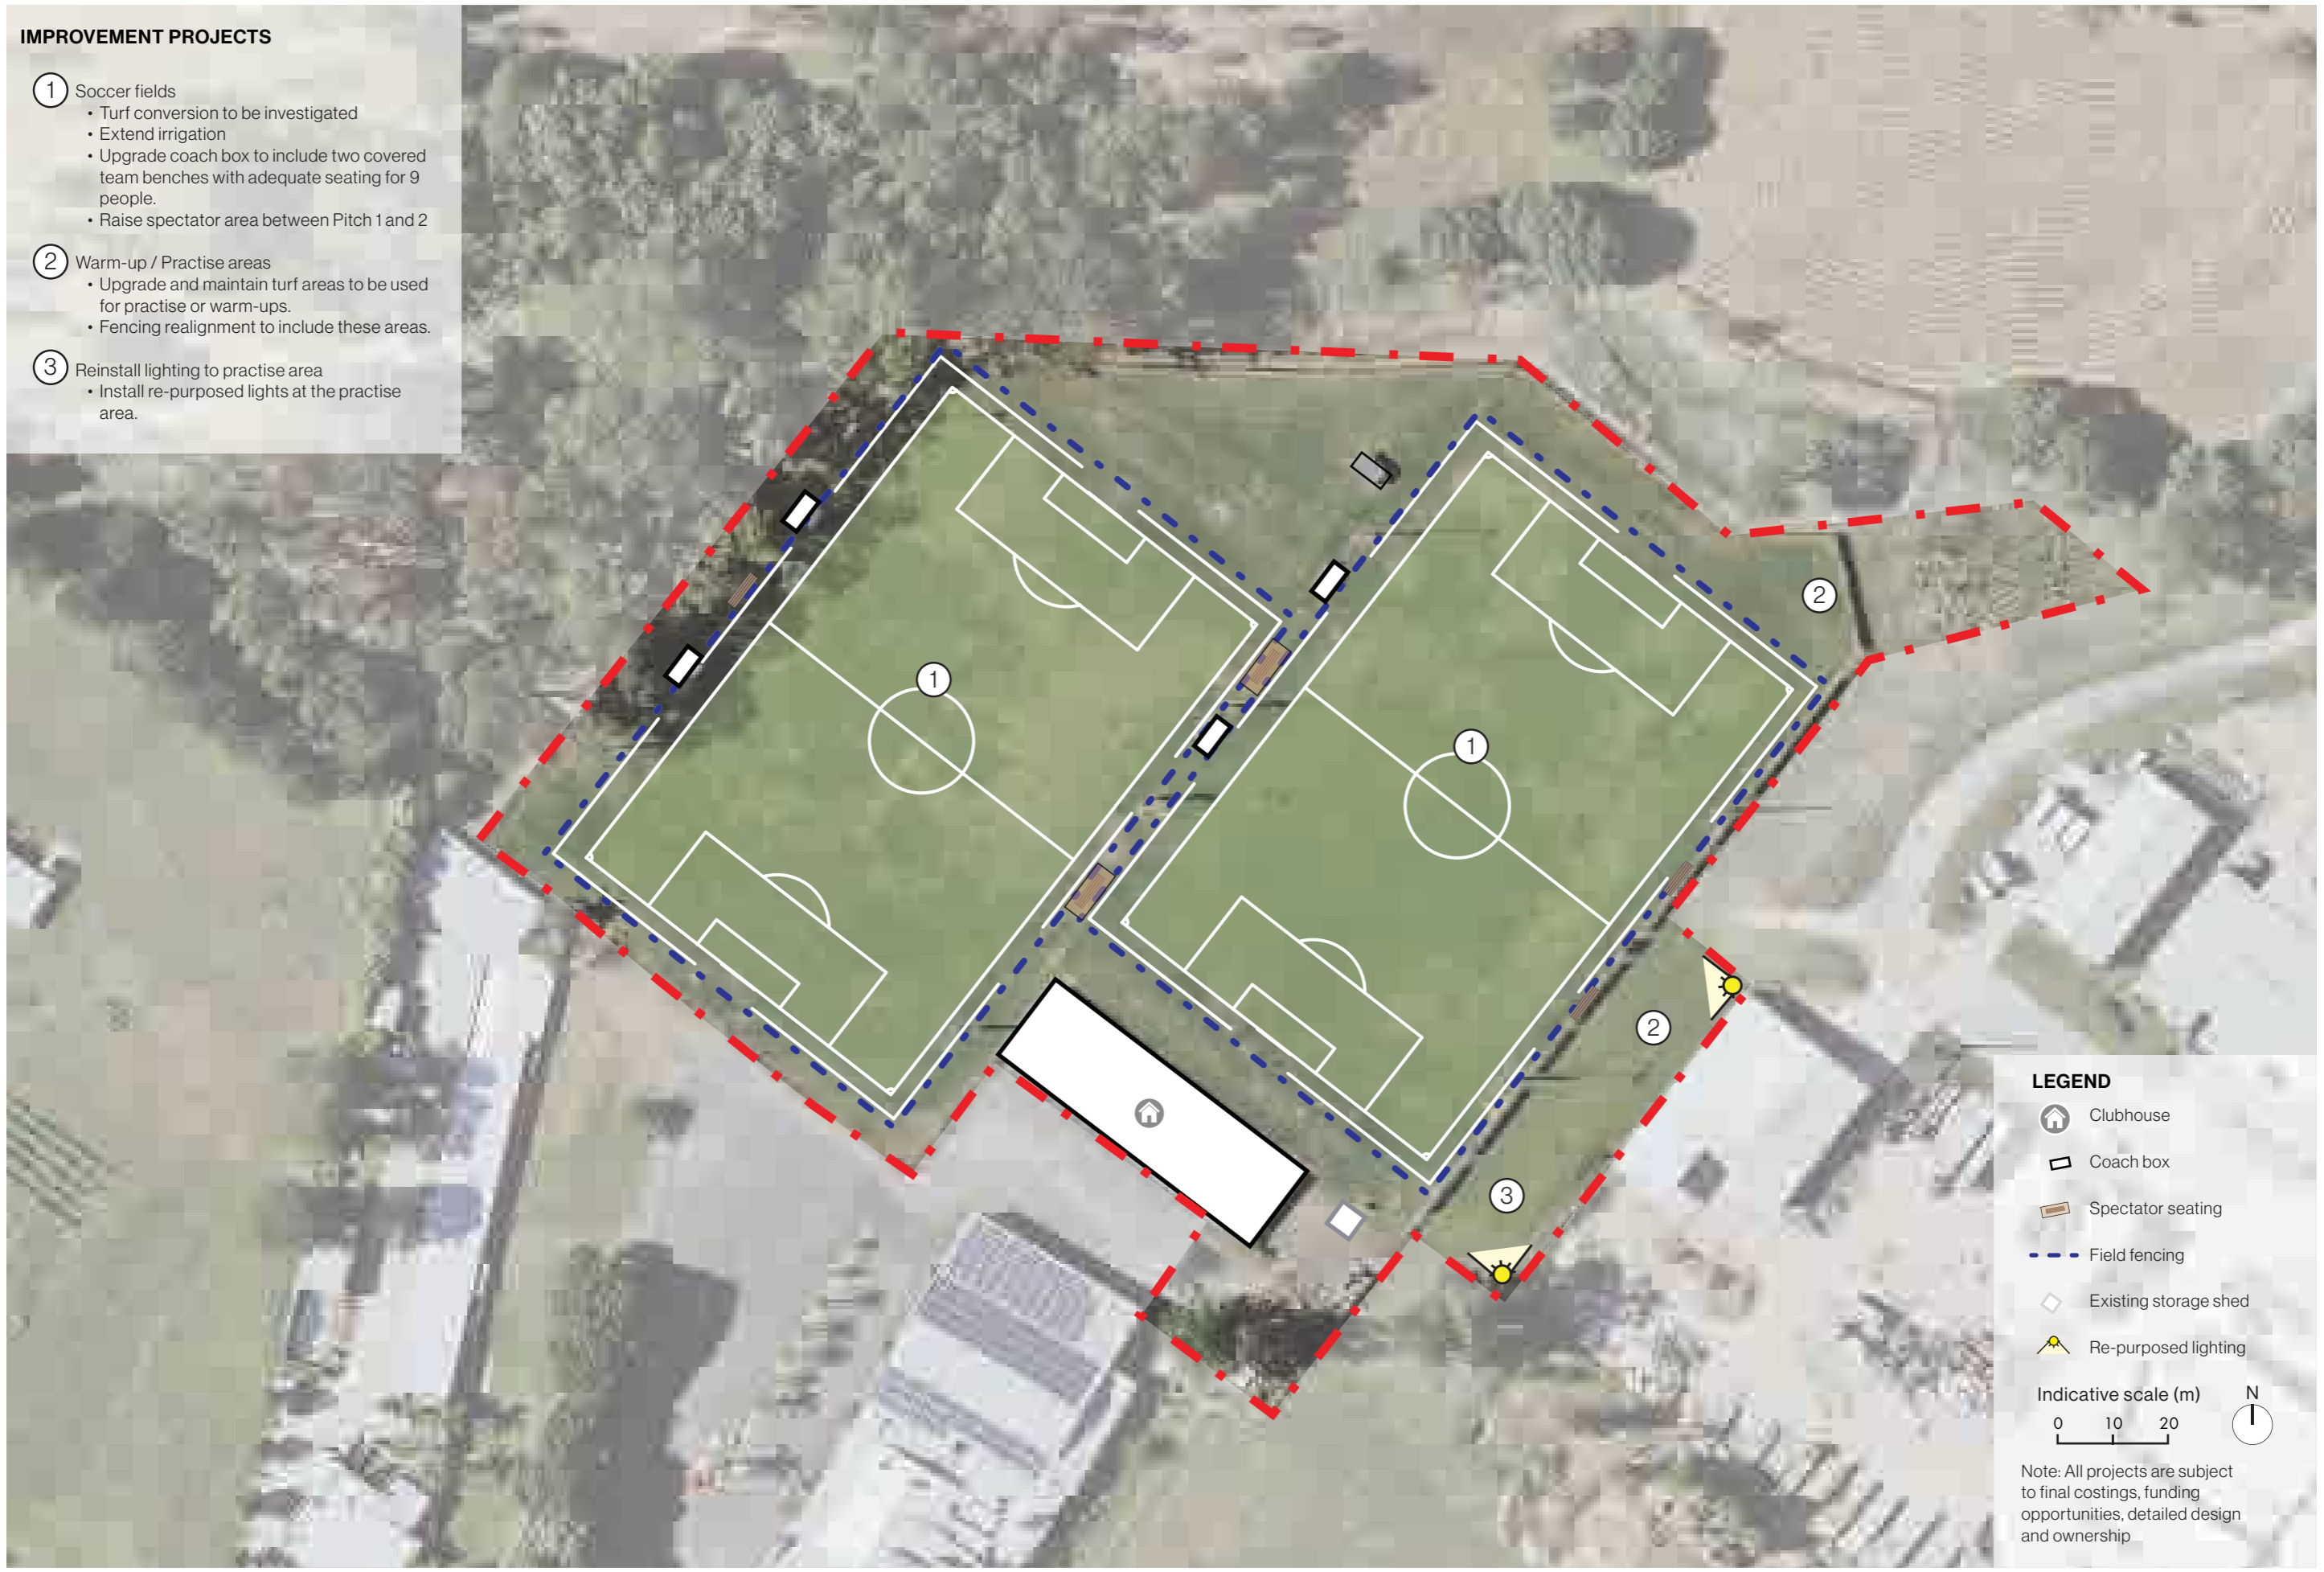 IMPROVEMENT PROJECTS
1 Soccer fields
• Turf conversion to be investigated
• Extend irrigation
• Upgrade coach box to include two covered
team benches with adequate seating for 9
people.
• Raise spectator area between Pitch 1 and 2
2 Warm-up / Practise areas
• Upgrade and maintain turf areas to be used
for practise or warm-ups.
• Fencing realignment to include these areas.
3 Reinstall lighting to practise area
• Install re-purposed lights at the practise
area.
2
1
1
2
3
LEGEND
Clubhouse
Coach box
Spectator seating
Field fencing
Existing storage shed
Re-purposed lighting
Indicative scale (m)
N
0 10 20
Note: All projects are subject
to final costings, funding
opportunities, detailed design
and ownership